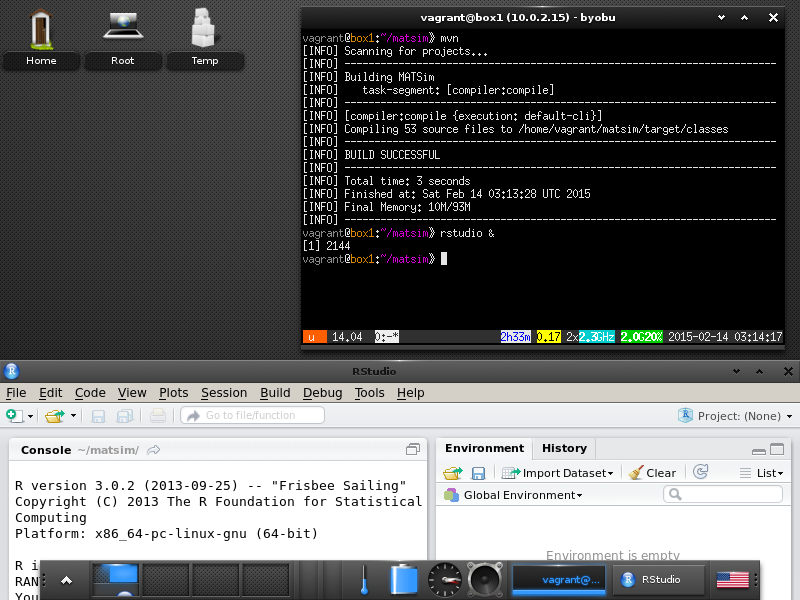 Home
Root
Temp
vagrant@box1 (10.0.2.15) - byobu
vagrant@box1:~/matsim⟫ mvn
[INFO] Scanning for projects...
[INFO] ------------------------------------------------------------------------
[INFO] Building MATSim
[INFO]    task-segment: [compiler:compile]
[INFO] ------------------------------------------------------------------------
[INFO] [compiler:compile {execution: default-cli}]
[INFO] Compiling 53 source files to /home/vagrant/matsim/target/classes
[INFO] ------------------------------------------------------------------------
[INFO] BUILD SUCCESSFUL
[INFO] ------------------------------------------------------------------------
[INFO] Total time: 3 seconds
[INFO] Finished at: Sat Feb 14 03:13:28 UTC 2015
[INFO] Final Memory: 10M/93M
[INFO] ------------------------------------------------------------------------
vagrant@box1:~/matsim⟫ rstudio &
[1] 2144
vagrant@box1:~/matsim⟫
u 14.04 0:-* 2h33m 0.17 2x2.3GHz 2.0G20% 2015-02-14 03:14:17
RStudio
File Edit Code View Plots Session Build Debug Tools Help
Go to file/function
Project: (None)
Console ~/matsim/
R version 3.0.2 (2013-09-25) -- "Frisbee Sailing"
Copyright (C) 2013 The R Foundation for Statistical
Computing
Platform: x86_64-pc-linux-gnu (64-bit)
R i
RAN
You
Environment History
Import Dataset Clear List
Global Environment
Environment is empty
vagrant@...
RStudio